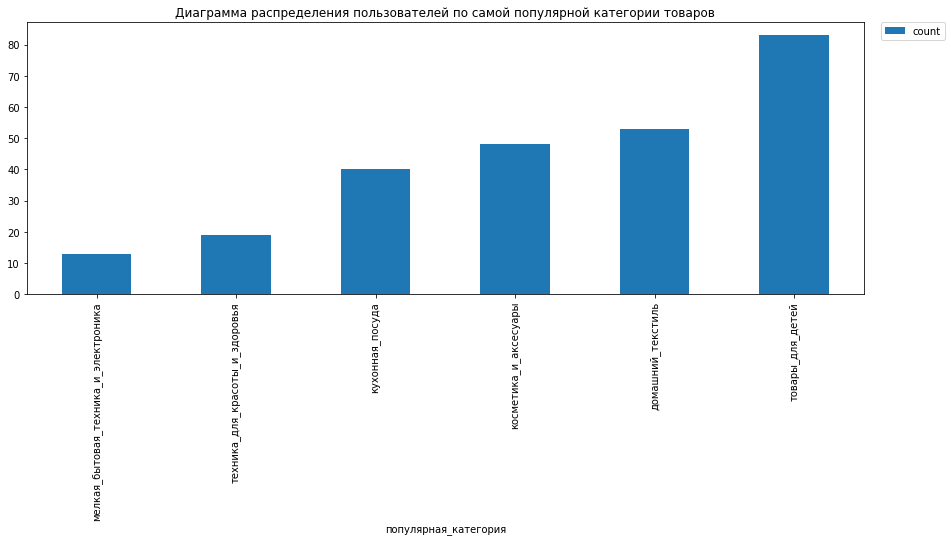 Диаграмма распределения пользователей по самой популярной категории товаров
count
80
70
60
50
40
30
20
10
0
мелкая_бытовая_техника_и_электроника
техника_для_красоты_и_здоровья
кухонная_посуда
косметика_и_аксесуары
домашний_текстиль
товары_для_детей
популярная_категория